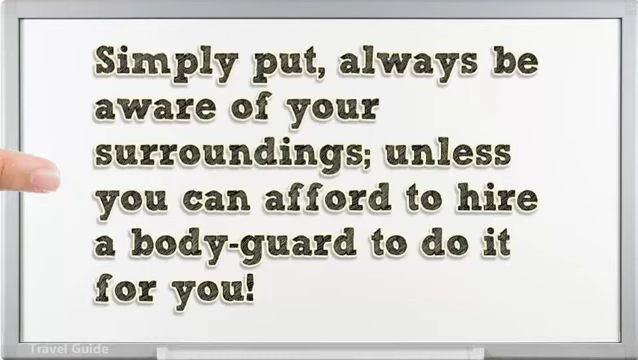 Simply put, always be
aware of your
surroundings; unless
you can afford to hire
a body-guard to do it
for you!
Travel Guide